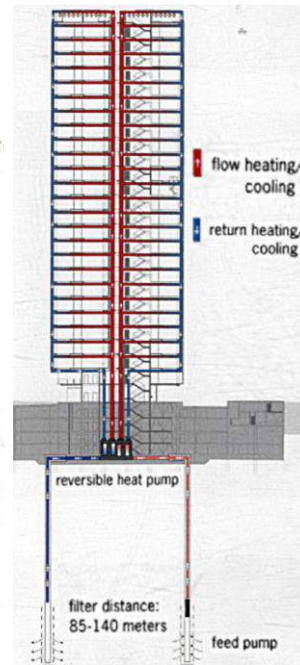 flow heating/
cooling
return heating/
cooling
reversible heat pump
filter distance:
85-140 meters
feed pump